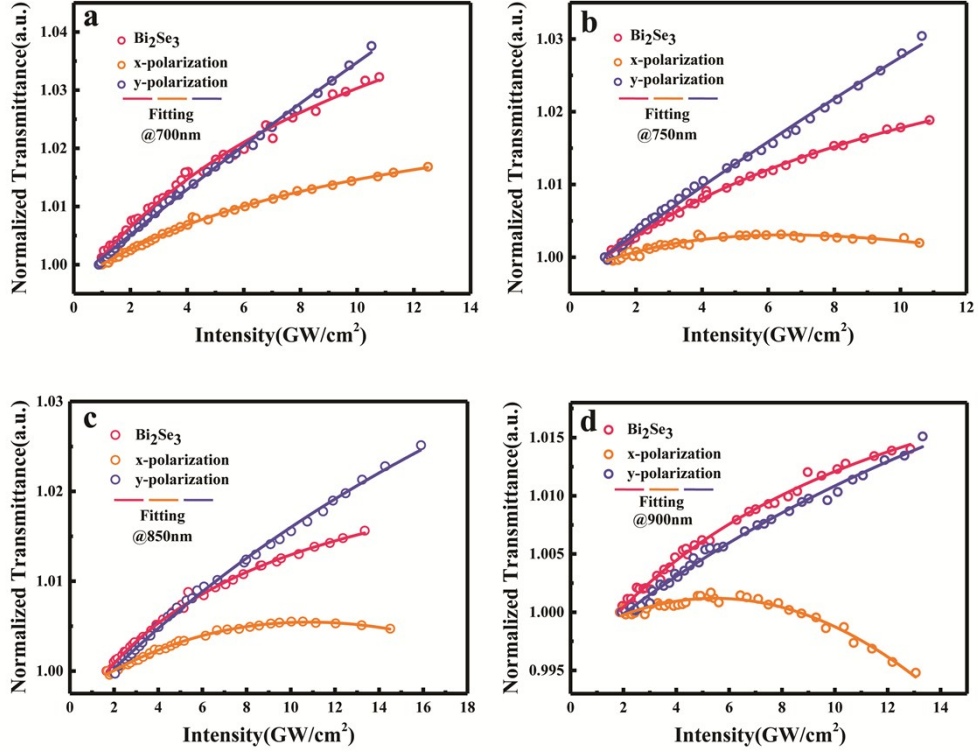 a
Bi₂Se₃
x-polarization
y-polarization
Fitting
@700nm
Normalized Transmittance(a.u.)
1.04
1.03
1.02
1.01
1.00
0 2 4 6 8 10 12 14
Intensity(GW/cm²)
b
Bi₂Se₃
x-polarization
y-polarization
Fitting
@750nm
Normalized Transmittance(a.u.)
1.03
1.02
1.01
1.00
0 2 4 6 8 10 12
Intensity(GW/cm²)
c
Bi₂Se₃
x-polarization
y-polarization
Fitting
@850nm
Normalized Transmittance(a.u.)
1.03
1.02
1.01
1.00
2 4 6 8 10 12 14 16 18
Intensity(GW/cm²)
d
Bi₂Se₃
x-polarization
y-polarization
Fitting
@900nm
Normalized Transmittance(a.u.)
1.015
1.010
1.005
1.000
0.995
0 2 4 6 8 10 12 14
Intensity(GW/cm²)